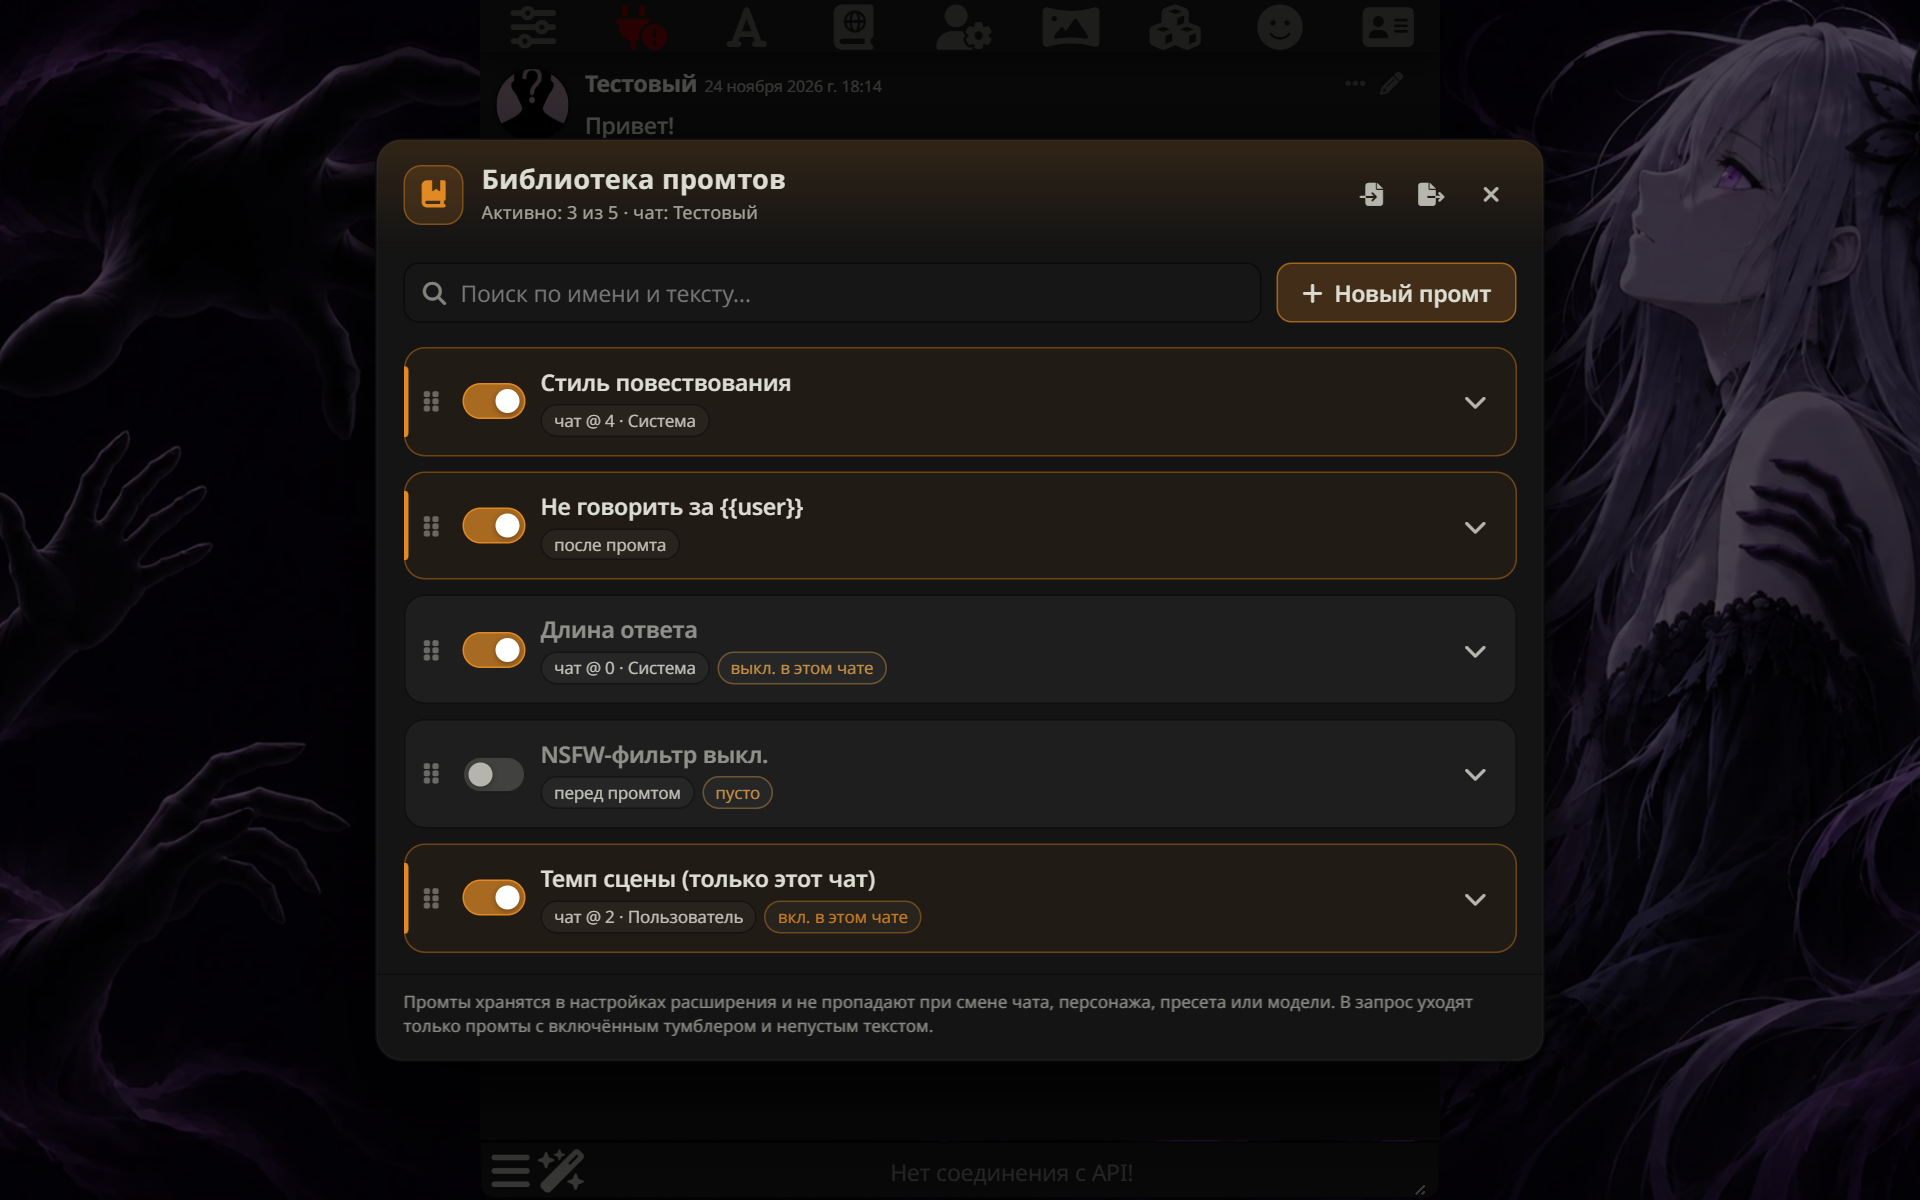 Тестовый 24 ноября 2026 г. 18:14
Привет!
Библиотека промтов
Активно: 3 из 5 · чат: Тестовый
Поиск по имени и тексту...
+ Новый промт
Стиль повествования
чат @ 4 · Система
Не говорить за {{user}}
после промта
Длина ответа
чат @ 0 · Система
выкл. в этом чате
NSFW-фильтр выкл.
перед промтом
пусто
Темп сцены (только этот чат)
чат @ 2 · Пользователь
вкл. в этом чате
Промты хранятся в настройках расширения и не пропадают при смене чата, персонажа, пресета или модели. В запрос уходят
только промты с включённым тумблером и непустым текстом.
Нет соединения с API!